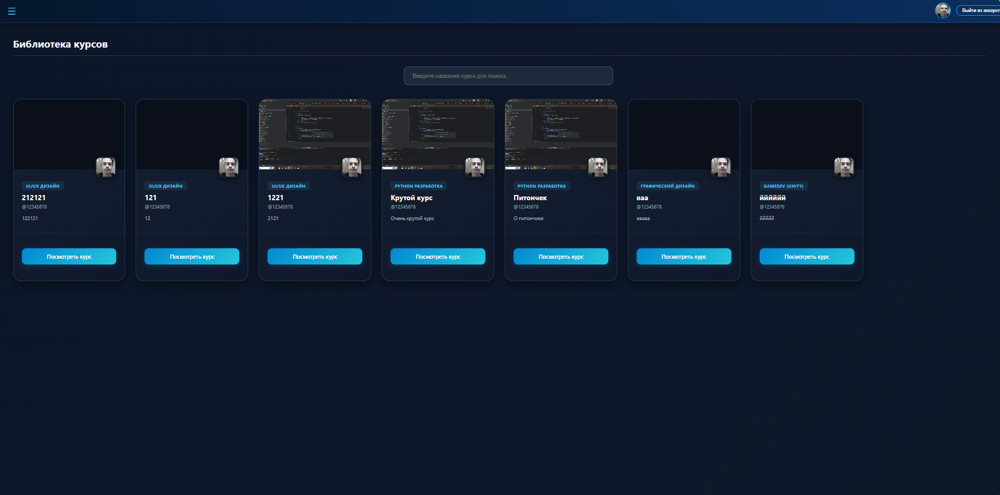 ☰
Выйти из аккаунт
Библиотека курсов
Введите название курса для поиска...
UI/UX ДИЗАЙН
212121
@12345678
122121
Посмотреть курс
UI/UX ДИЗАЙН
121
@12345678
12
Посмотреть курс
UI/UX ДИЗАЙН
1221
@12345678
2121
Посмотреть курс
PYTHON РАЗРАБОТКА
Крутой курс
@12345678
Очень крутой курс
Посмотреть курс
PYTHON РАЗРАБОТКА
Питончек
@12345678
О питончике
Посмотреть курс
ГРАФИЧЕСКИЙ ДИЗАЙН
ваа
@12345678
ввава
Посмотреть курс
GAMEDEV (UNITY)
йййййй
@12345678
ййййй
Посмотреть курс